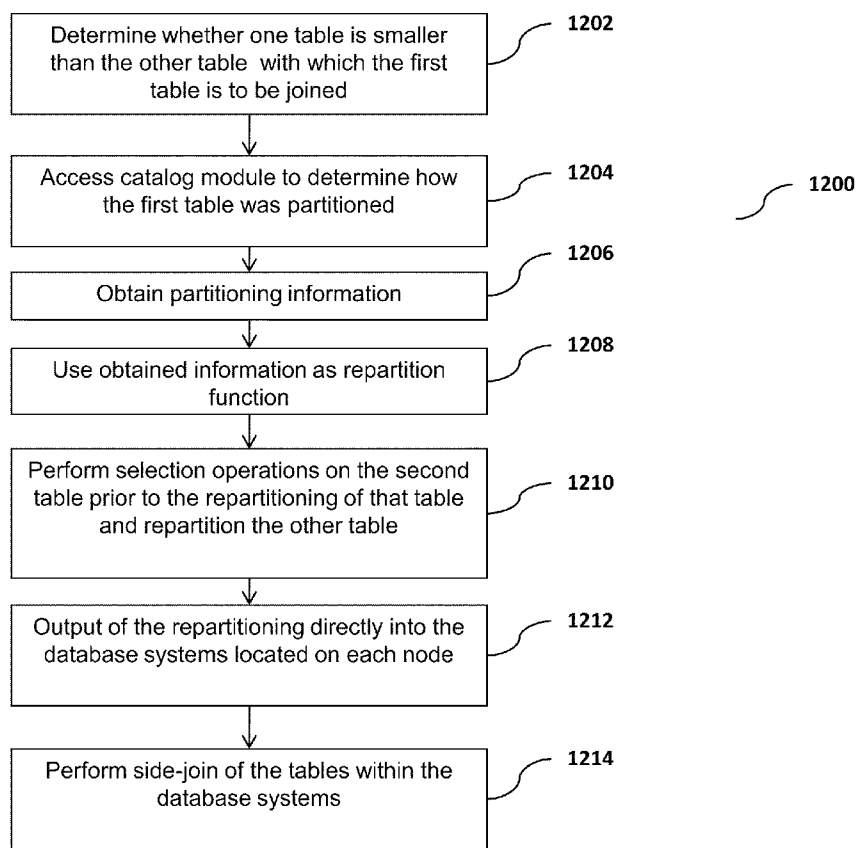 Determine whether one table is smaller
than the other table with which the first
table is to be joined
1202
Access catalog module to determine how
the first table was partitioned
1204
1200
Obtain partitioning information
1206
Use obtained information as repartition
function
1208
Perform selection operations on the second
table prior to the repartitioning of that table
and repartition the other table
1210
Output of the repartitioning directly into the
database systems located on each node
1212
Perform side-join of the tables within the
database systems
1214